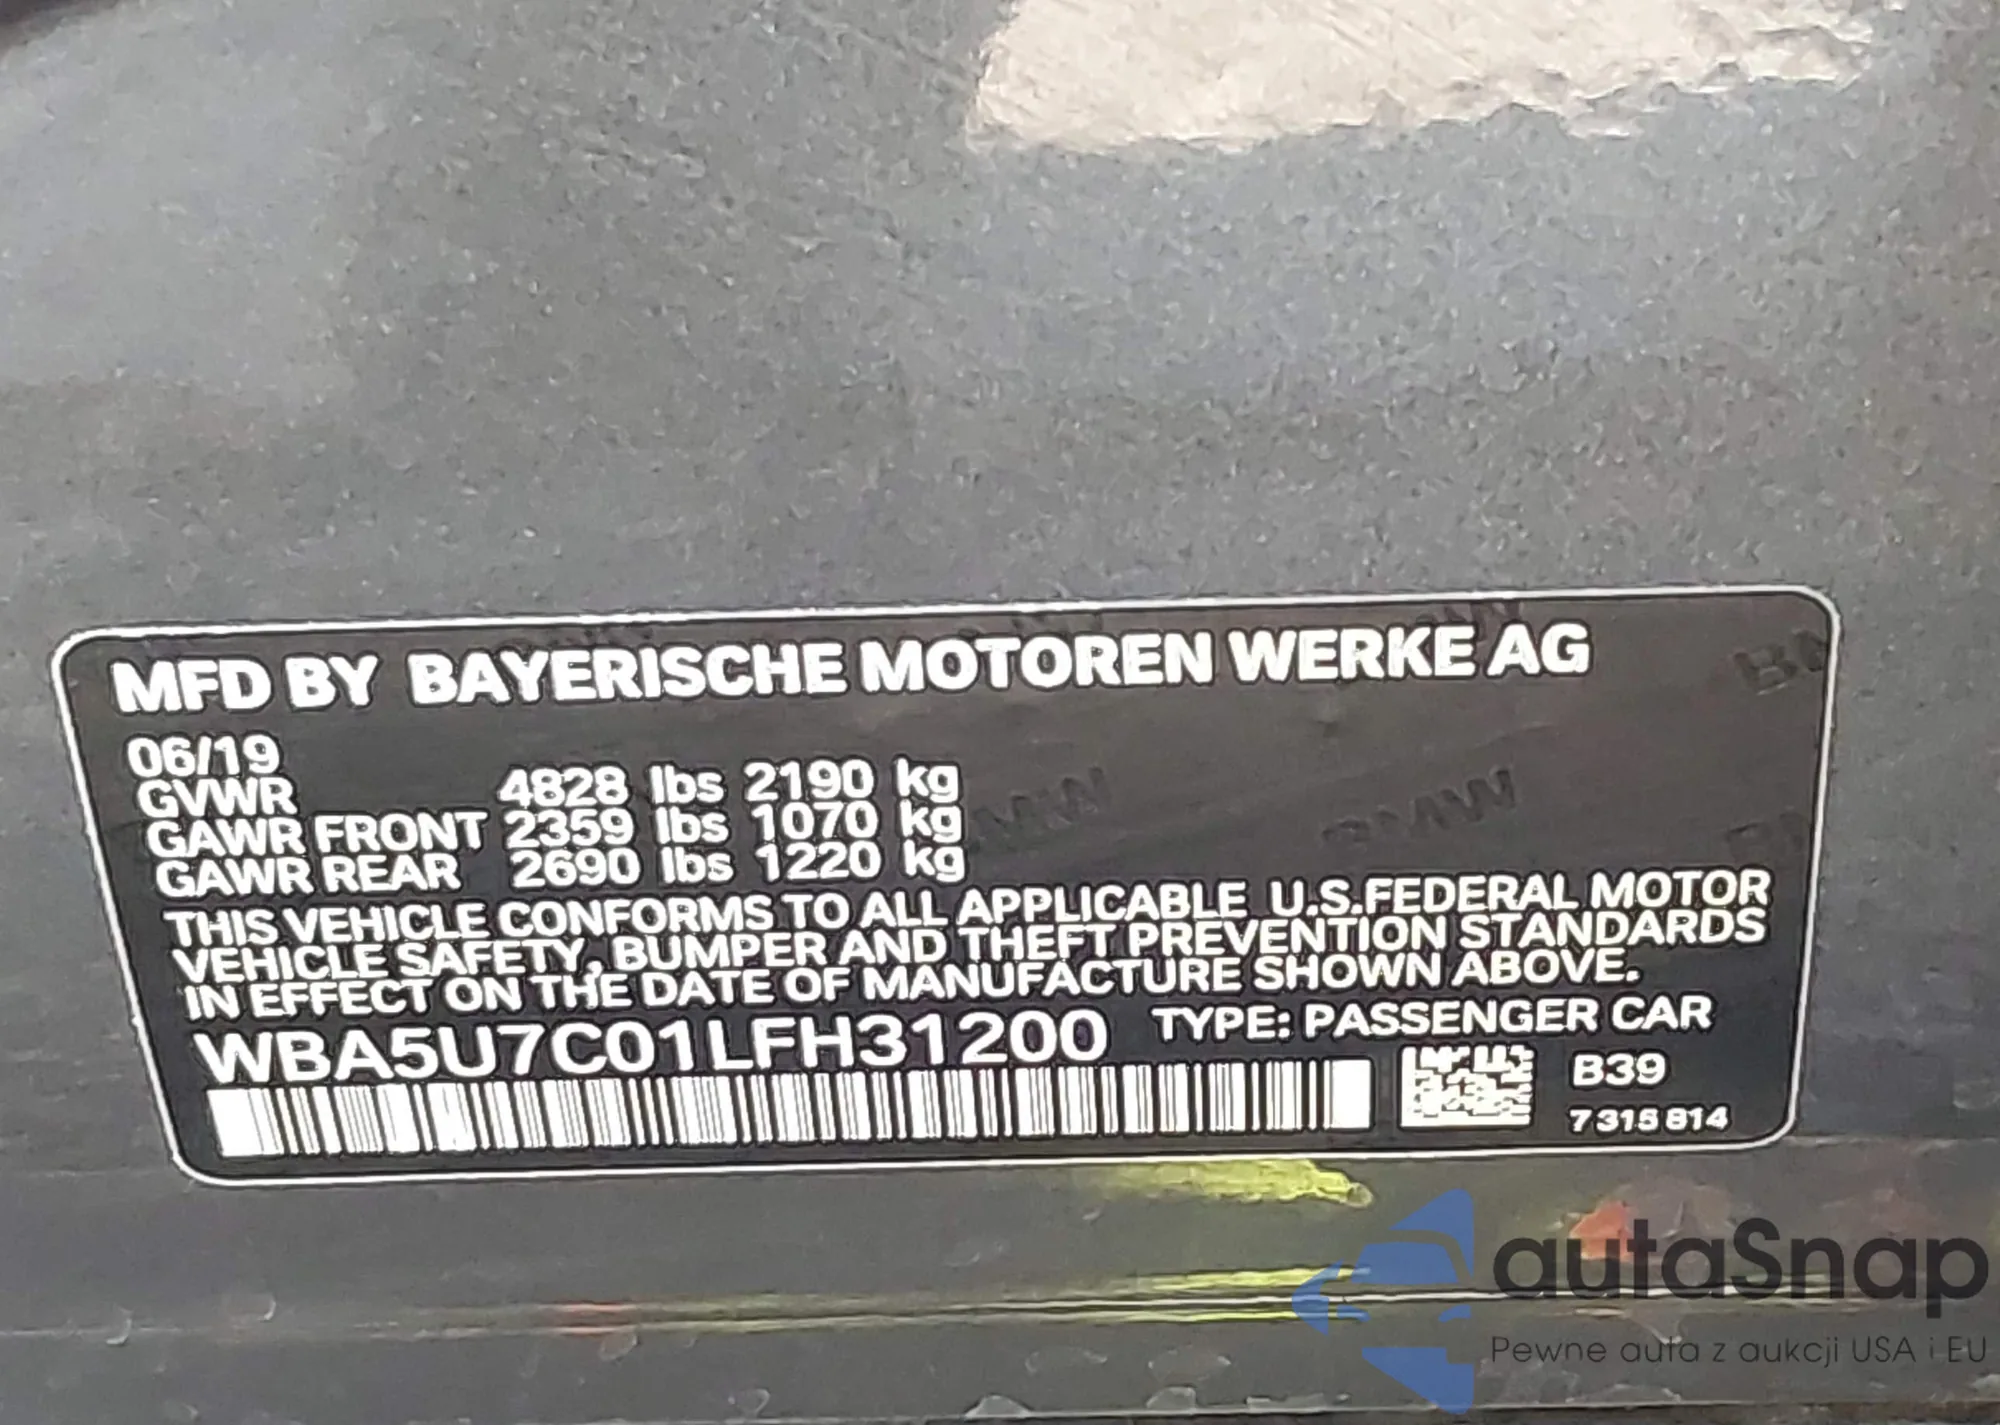 MFD BY BAYERISCHE MOTOREN WERKE AG
06/19
GVWR 4828 lbs 2190 kg
GAWR FRONT 2359 lbs 1070 kg
GAWR REAR 2690 lbs 1220 kg
THIS VEHICLE CONFORMS TO ALL APPLICABLE U.S.FEDERAL MOTOR
VEHICLE SAFETY, BUMPER AND THEFT PREVENTION STANDARDS
IN EFFECT ON THE DATE OF MANUFACTURE SHOWN ABOVE.
WBA5U7C01LFH31200 TYPE: PASSENGER CAR
B39
7 315 814
BMW
autaSnap
Pewne auta z aukcji USA i EU